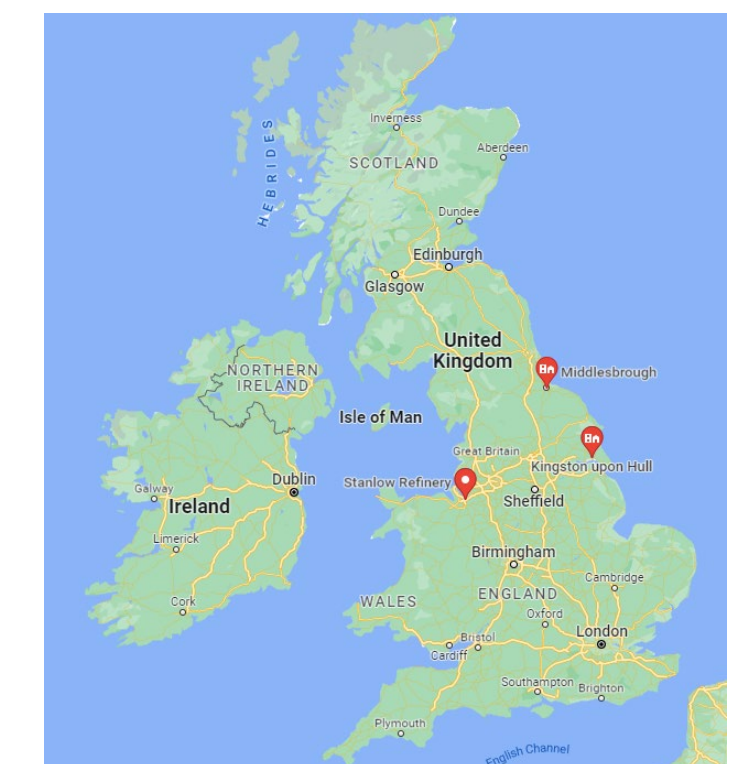 Inverness
Aberdeen
SCOTLAND
HEBRIDES
Dundee
Edinburgh
Glasgow
United
Kingdom
NORTHERN
IRELAND
Middlesbrough
Isle of Man
Great Britain
Kingston upon Hull
Dublin
Stanlow Refinery
Galway
Ireland
Sheffield
Limerick
Birmingham
Cambridge
Cork
WALES
ENGLAND
Oxford
London
Bristol
Cardiff
Southampton
Brighton
Plymouth
English Channel